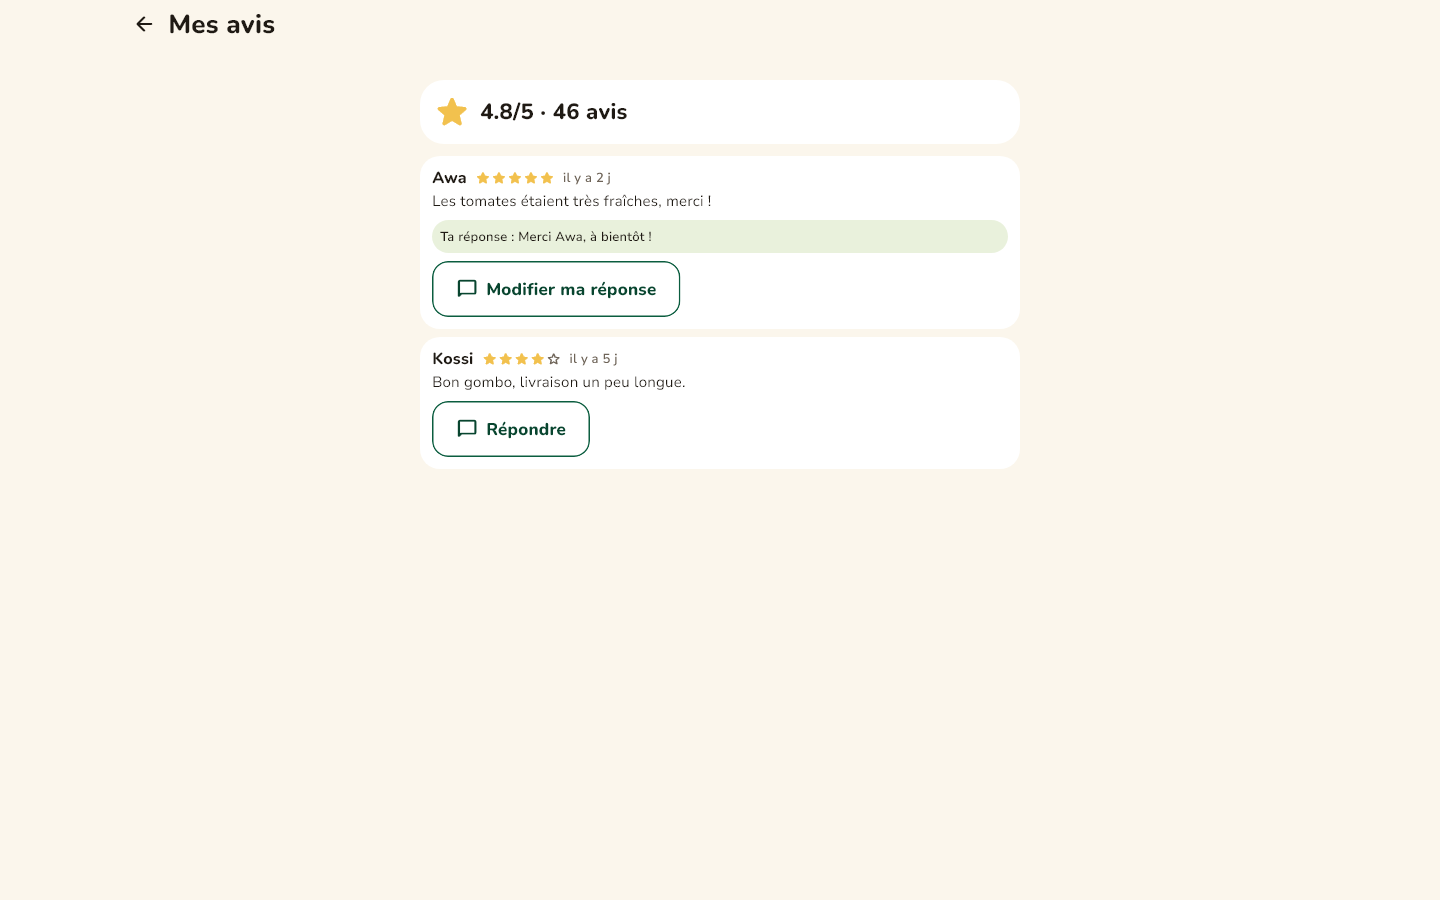 Mes avis
4.8/5 · 46 avis
Awa il y a 2 j
Les tomates étaient très fraîches, merci !
Ta réponse : Merci Awa, à bientôt !
Modifier ma réponse
Kossi il y a 5 j
Bon gombo, livraison un peu longue.
Répondre